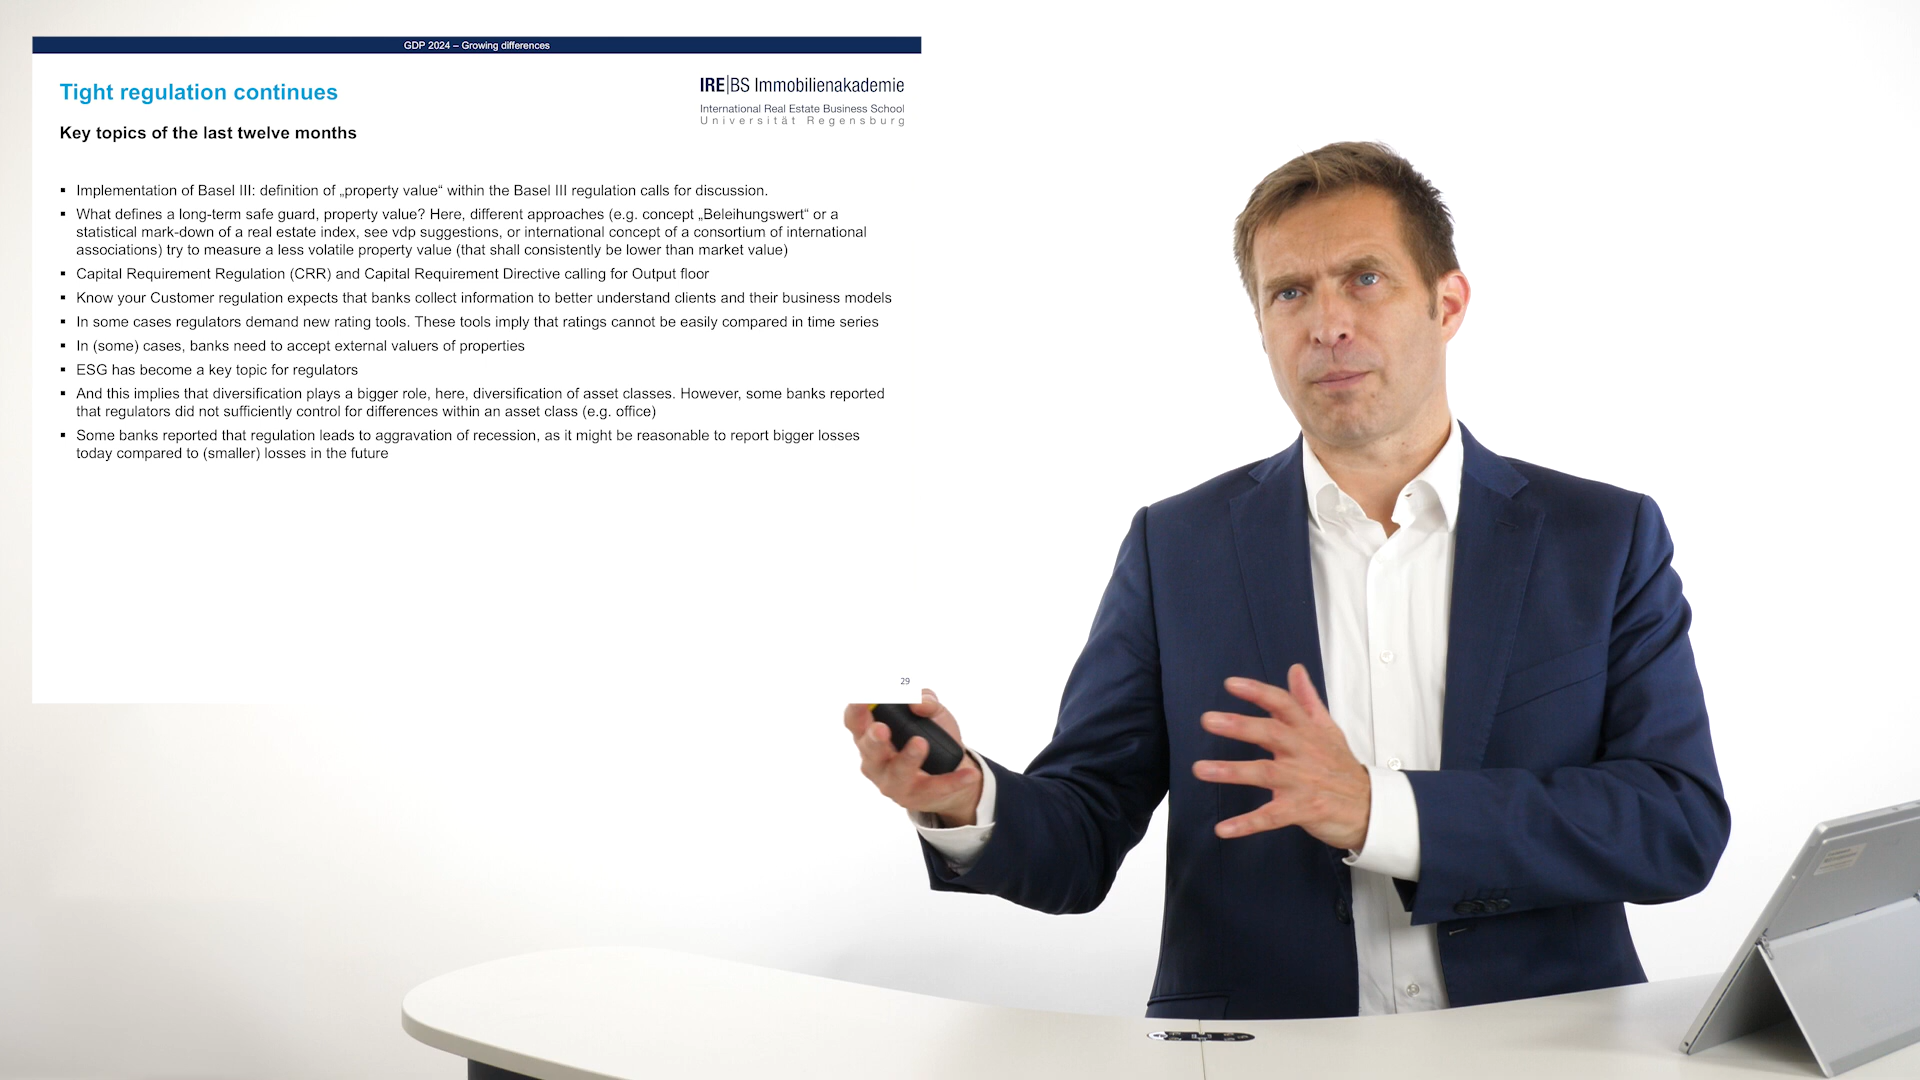 GDP 2024 – Growing differences
Tight regulation continues
IRE|BS Immobilienakademie
International Real Estate Business School
Universität Regensburg
Key topics of the last twelve months
▪ Implementation of Basel III: definition of „property value“ within the Basel III regulation calls for discussion.
▪ What defines a long-term safe guard, property value? Here, different approaches (e.g. concept „Beleihungswert“ or a
statistical mark-down of a real estate index, see vdp suggestions, or international concept of a consortium of international
associations) try to measure a less volatile property value (that shall consistently be lower than market value)
▪ Capital Requirement Regulation (CRR) and Capital Requirement Directive calling for Output floor
▪ Know your Customer regulation expects that banks collect information to better understand clients and their business models
▪ In some cases regulators demand new rating tools. These tools imply that ratings cannot be easily compared in time series
▪ In (some) cases, banks need to accept external valuers of properties
▪ ESG has become a key topic for regulators
▪ And this implies that diversification plays a bigger role, here, diversification of asset classes. However, some banks reported
that regulators did not sufficiently control for differences within an asset class (e.g. office)
▪ Some banks reported that regulation leads to aggravation of recession, as it might be reasonable to report bigger losses
today compared to (smaller) losses in the future
29